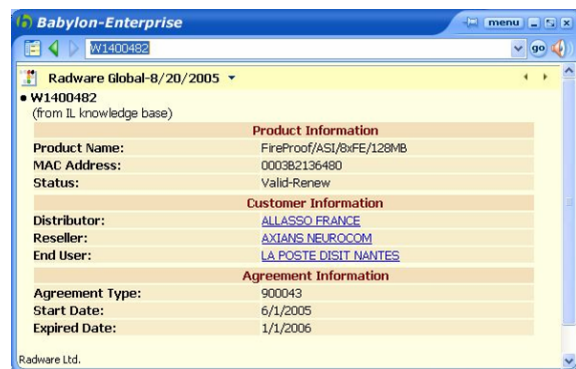 Babylon-Enterprise
menu
W1400482
go
Radware Global-8/20/2005
W1400482
(from IL knowledge base)
Product Information
Product Name: FireProof/ASI/8xFE/128MB
MAC Address: 0003B2136480
Status: Valid-Renew
Customer Information
Distributor: ALLASSO FRANCE
Reseller: AXIANS NEUROCOM
End User: LA POSTE DISIT NANTES
Agreement Information
Agreement Type: 900043
Start Date: 6/1/2005
Expired Date: 1/1/2006
Radware Ltd.